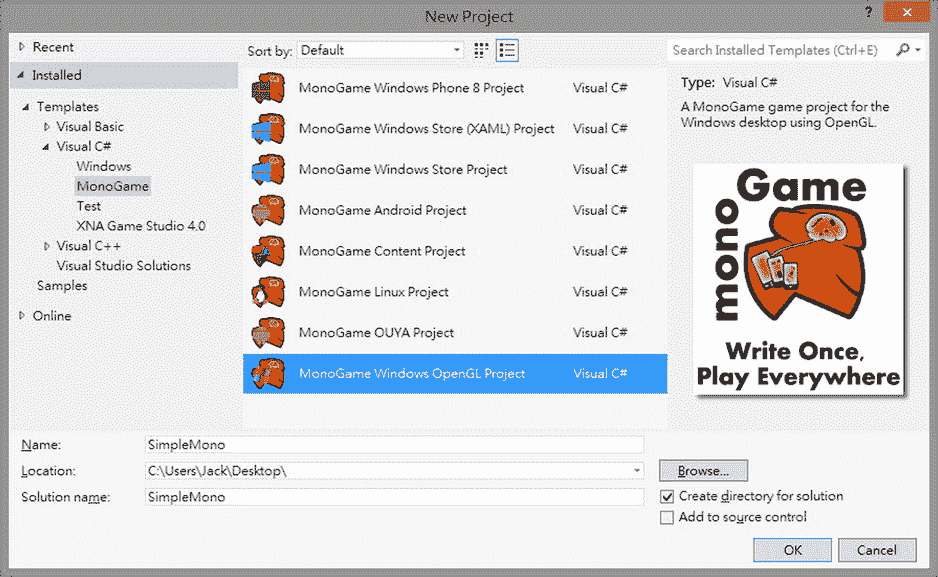 New Project
?
Recent
Installed
Templates
Visual Basic
Visual C#
Windows
MonoGame
Test
XNA Game Studio 4.0
Visual C++
Visual Studio Solutions
Samples
Online
Sort by: Default
MonoGame Windows Phone 8 Project Visual C#
MonoGame Windows Store (XAML) Project Visual C#
MonoGame Windows Store Project Visual C#
MonoGame Android Project Visual C#
MonoGame Content Project Visual C#
MonoGame Linux Project Visual C#
MonoGame OUYA Project Visual C#
MonoGame Windows OpenGL Project Visual C#
Search Installed Templates (Ctrl+E)
Type: Visual C#
A MonoGame game project for the
Windows desktop using OpenGL.
mono Game
Write Once,
Play Everywhere
Name: SimpleMono
Location: C:\Users\Jack\Desktop\
Solution name: SimpleMono
Browse...
Create directory for solution
Add to source control
OK Cancel